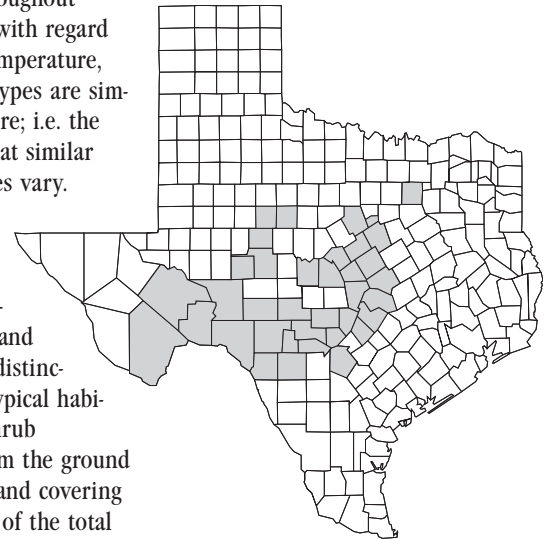 oughout
with regard
mperature,
ypes are sim-
re; i.e. the
at similar
es vary.
-
and
distinc-
ypical habi-
hrub
m the ground
and covering
of the total